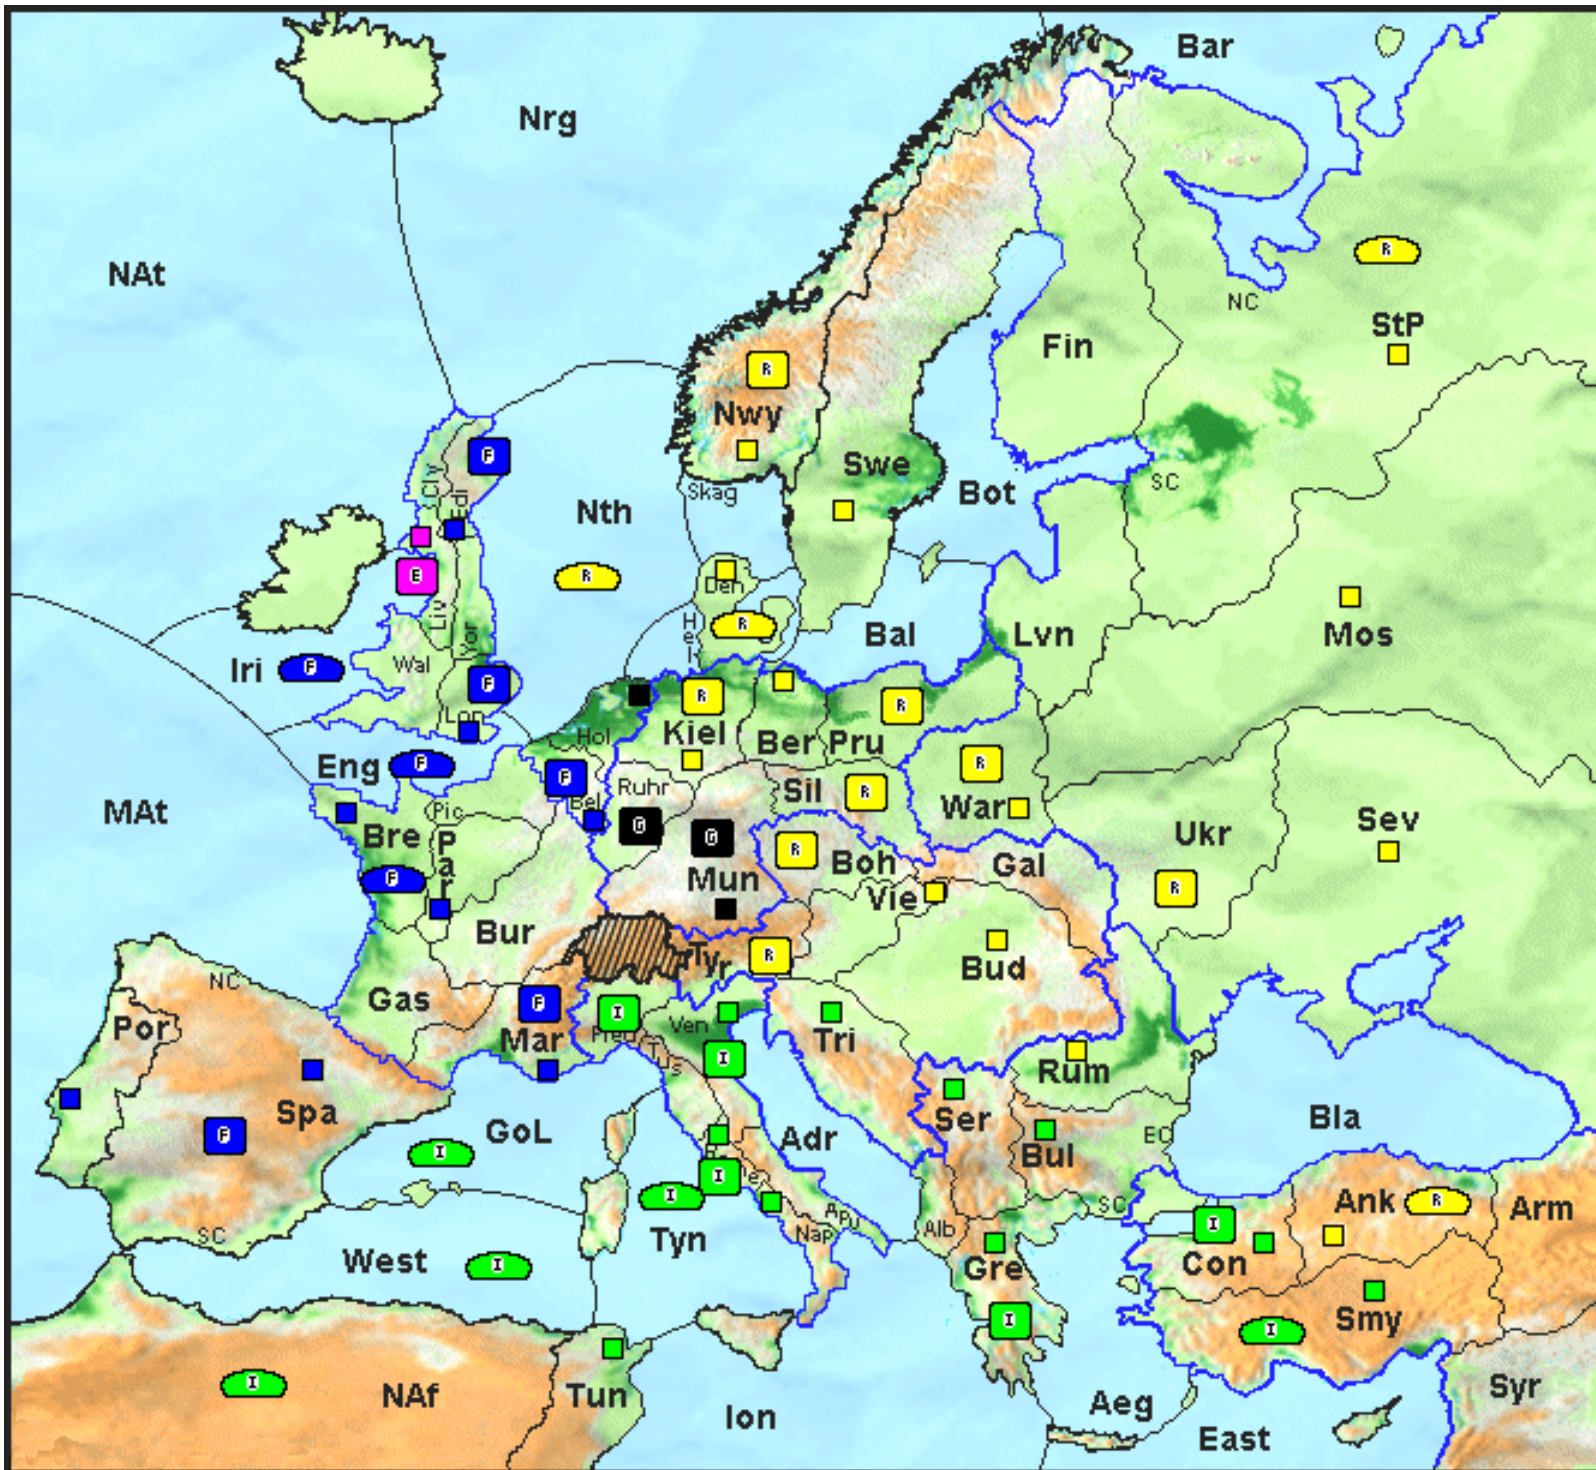 Bar
Nrg
NAt
R
NC
StP
Fin
R
Nwy
F
Cly
Edi
Swe
SC
Skag
Bot
Nth
E
R
Den
Hel
R
Liv
Yor
Bal
Lvn
Mos
Iri
F
Wal
F
Lon
R
R
Hol
Kiel
Ber
Pru
Eng
F
F
Bel
Ruhr
Sil
R
R
War
MAt
Pic
Bre
Par
G
G
R
Boh
Gal
Ukr
Sev
F
Mun
Vie
R
Bur
Tyr
R
Bud
NC
Gas
F
I
Por
Mar
Pied
Ven
Tus
I
Tri
Rum
Spa
F
GoL
I
Adr
Ser
Bul
EC
Bla
I
I
Tyn
Apu
Nap
Alb
SC
I
Ank
R
Arm
SC
West
I
Gre
Con
I
I
Smy
I
NAf
Tun
Ion
Aeg
East
Syr